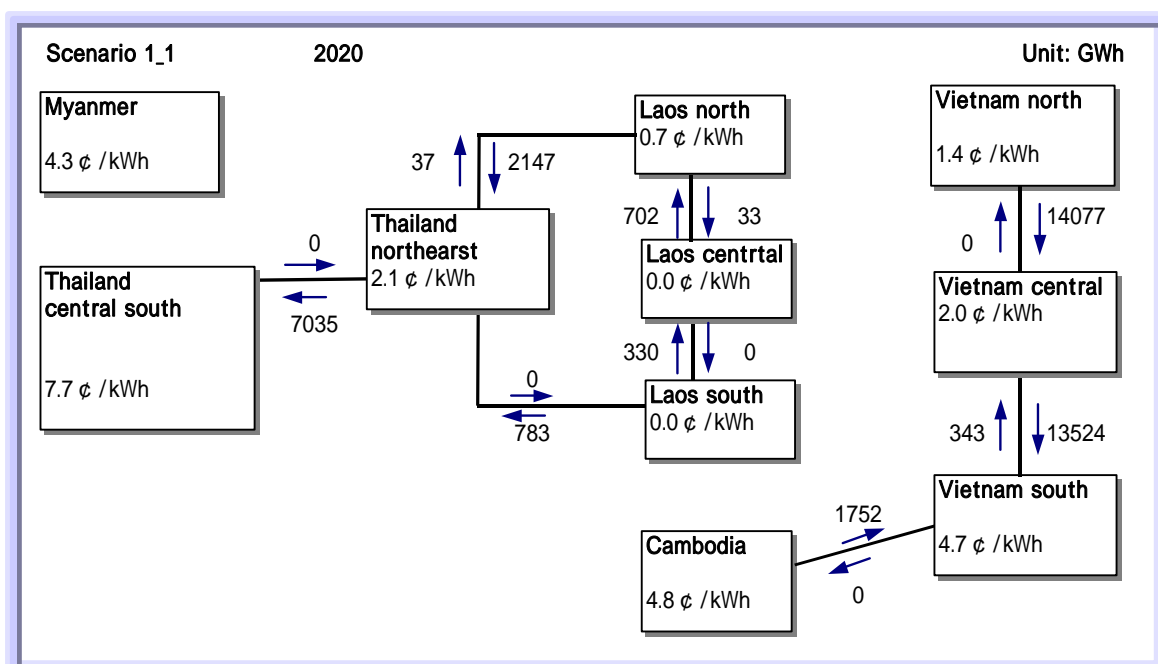 Scenario 1_1 2020 Unit: GWh
Myanmer
4.3 ¢ /kWh
Laos north
0.7 ¢ /kWh
Vietnam north
1.4 ¢ /kWh
37 2147
702 33
0 14077
Thailand
northearst
2.1 ¢ /kWh
0
7035
Laos centrtal
0.0 ¢ /kWh
Vietnam central
2.0 ¢ /kWh
Thailand
central south
7.7 ¢ /kWh
330 0
0
783
Laos south
0.0 ¢ /kWh
343 13524
Vietnam south
4.7 ¢ /kWh
1752
0
Cambodia
4.8 ¢ /kWh